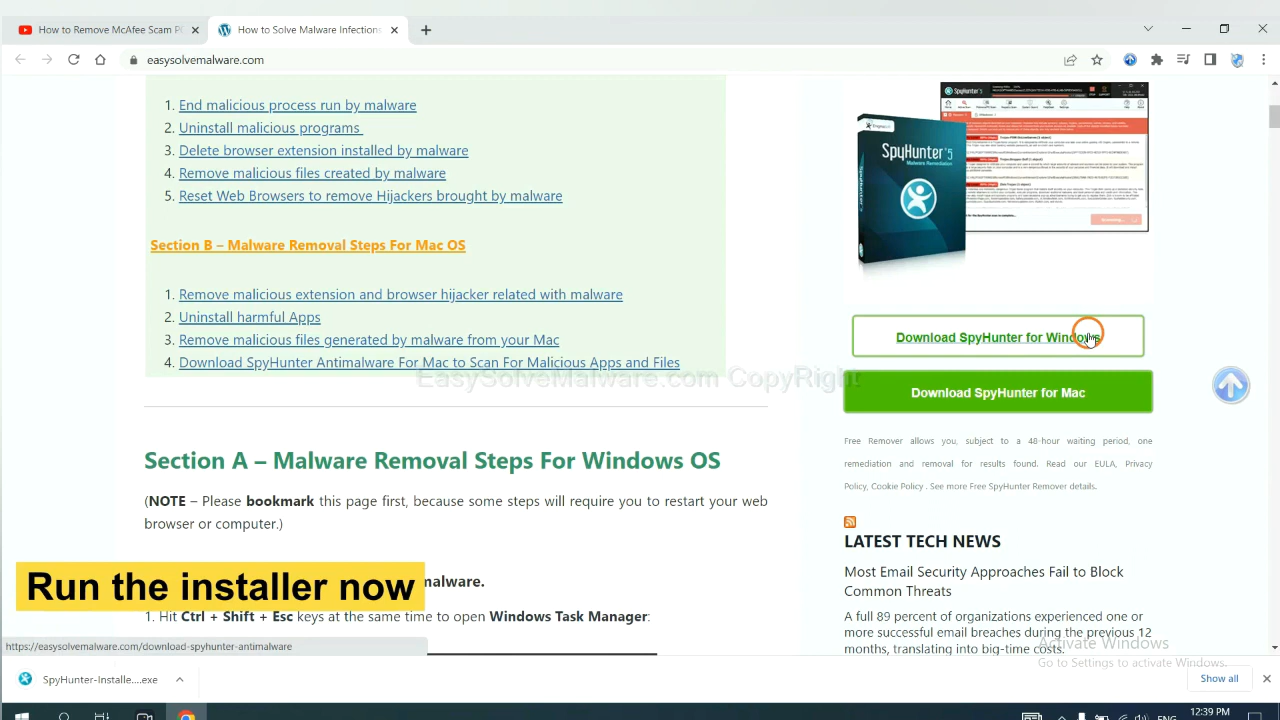 How to Remove McAfee Scam P
How to Solve Malware Infections
easysolvemalware.com
1. End malicious process run by malware
2. Uninstall malicious programs
3. Delete browser installed by malware
4. Remove malicious files created by malware
5. Reset Web brought by malware
Section B – Malware Removal Steps For Mac OS
1. Remove malicious extension and browser hijacker related with malware
2. Uninstall harmful Apps
3. Remove malicious files generated by malware from your Mac
4. Download SpyHunter Antimalware For Mac to Scan For Malicious Apps and Files
EasySolveMalware.com CopyRight
Section A – Malware Removal Steps For Windows OS
(NOTE – Please bookmark this page first, because some steps will require you to restart your web
browser or computer.)
malware.
Run the installer now
1. Hit Ctrl + Shift + Esc keys at the same time to open Windows Task Manager:
https://easysolvemalware.com/download-spyhunter-antimalware
SpyHunter 5
SpyHunter'5
Malware Remediation
Download SpyHunter for Windows
Download SpyHunter for Mac
Free Remover allows you, subject to a 48-hour waiting period, one
remediation and removal for results found. Read our EULA, Privacy
Policy, Cookie Policy . See more Free SpyHunter Remover details.
LATEST TECH NEWS
Most Email Security Approaches Fail to Block
Common Threats
A full 89 percent of organizations experienced one or
more successful email breaches during the previous 12
months, translating into big-time costs.
Activate Windows
Go to Settings to activate Windows.
SpyHunter-Installe....exe
Show all
ENG
12:39 PM